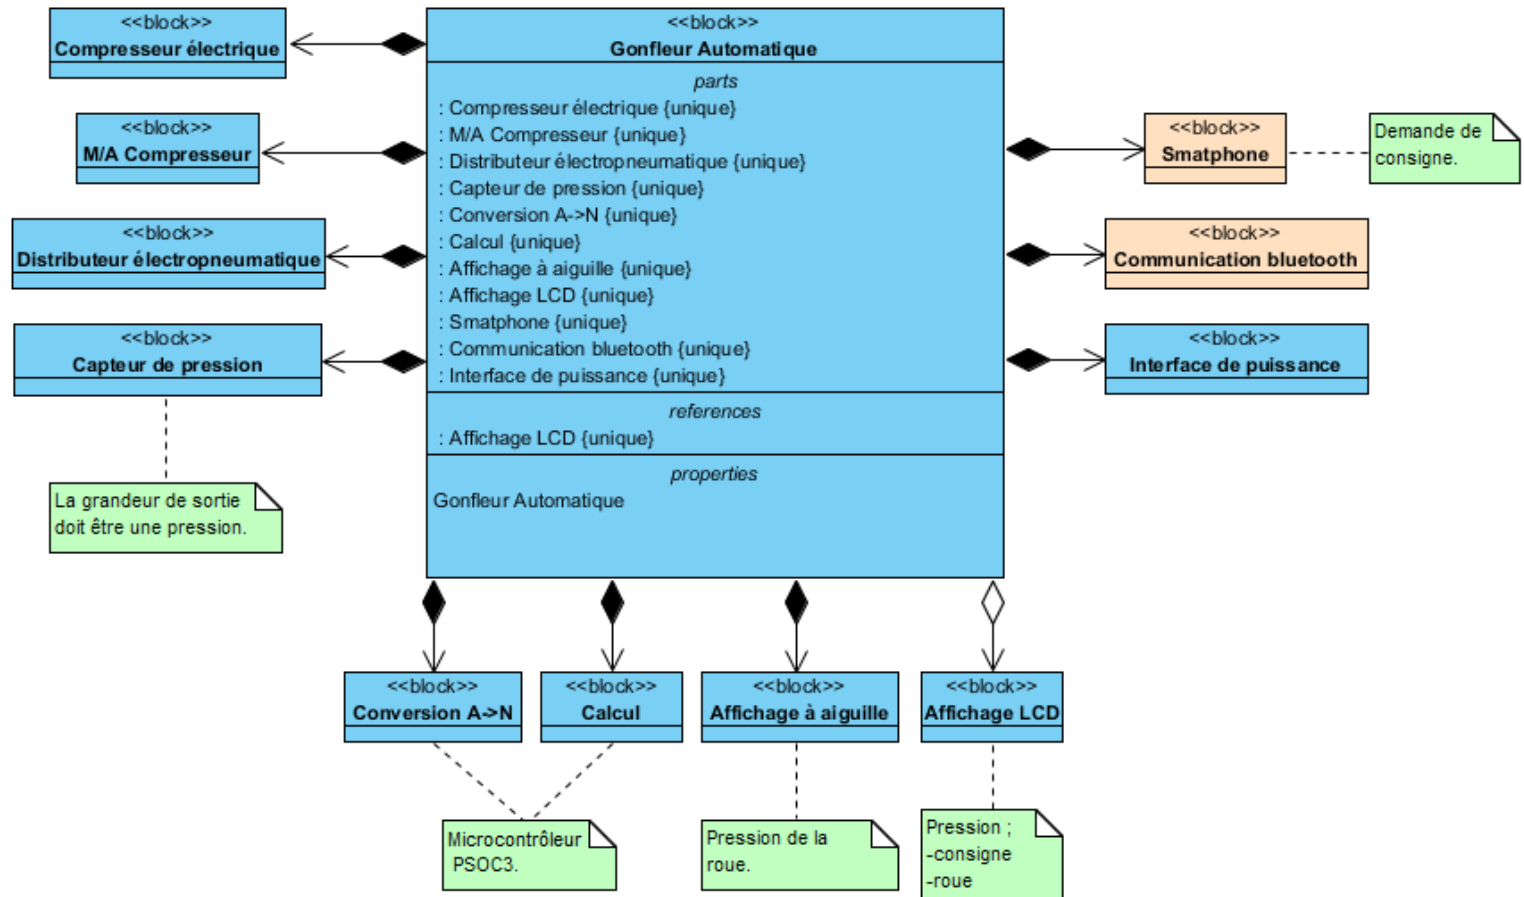 <<block>>
Compresseur électrique
<<block>>
M/A Compresseur
<<block>>
Distributeur électropneumatique
<<block>>
Capteur de pression
La grandeur de sortie
doit être une pression.
<<block>>
Gonfleur Automatique
parts
: Compresseur électrique {unique}
: M/A Compresseur {unique}
: Distributeur électropneumatique {unique}
: Capteur de pression {unique}
: Conversion A->N {unique}
: Calcul {unique}
: Affichage à aiguille {unique}
: Affichage LCD {unique}
: Smatphone {unique}
: Communication bluetooth {unique}
: Interface de puissance {unique}
references
: Affichage LCD {unique}
properties
Gonfleur Automatique
<<block>>
Smatphone
Demande de
consigne.
<<block>>
Communication bluetooth
<<block>>
Interface de puissance
<<block>>
Conversion A->N
<<block>>
Calcul
<<block>>
Affichage à aiguille
<<block>>
Affichage LCD
Microcontrôleur
PSOC3.
Pression de la
roue.
Pression ;
-consigne
-roue